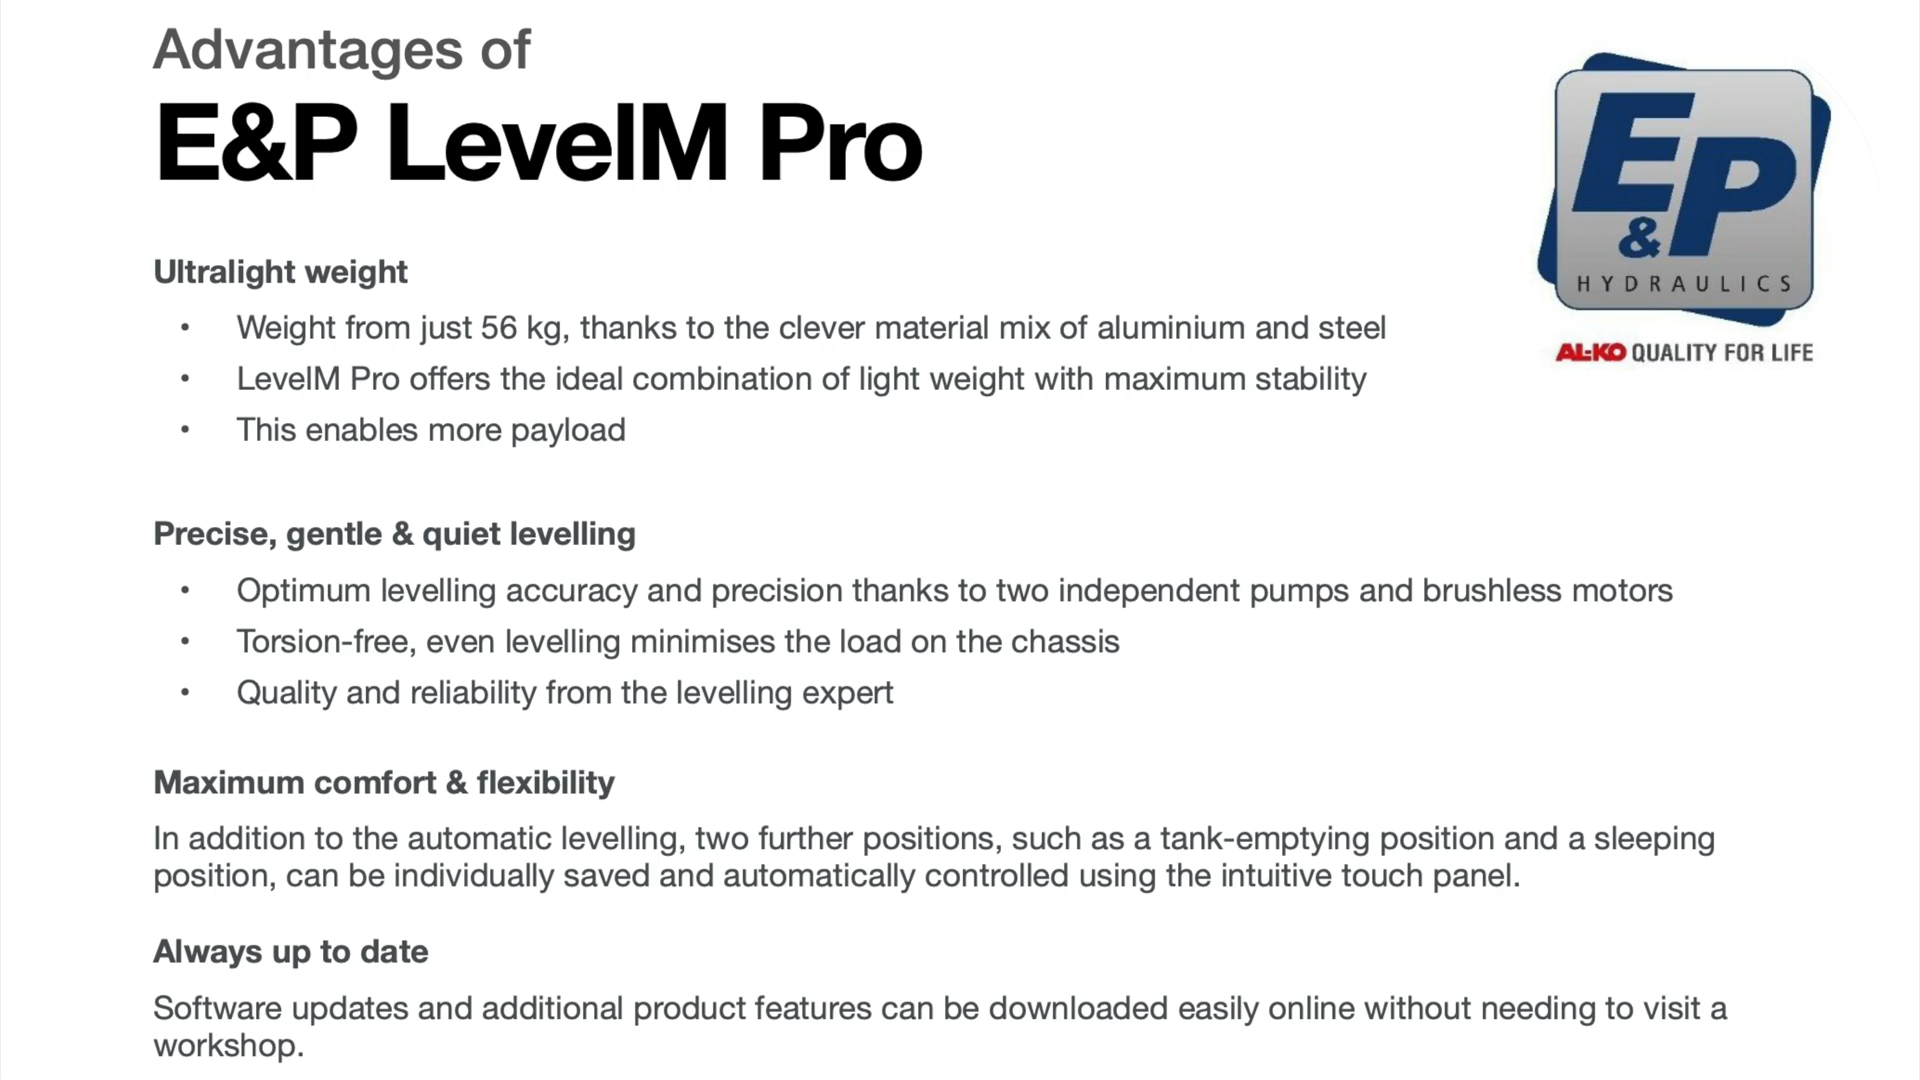 Advantages of
E&P LevelM Pro
E&P
HYDRAULICS
AL-KO QUALITY FOR LIFE
Ultralight weight
• Weight from just 56 kg, thanks to the clever material mix of aluminium and steel
• LevelM Pro offers the ideal combination of light weight with maximum stability
• This enables more payload
Precise, gentle & quiet levelling
• Optimum levelling accuracy and precision thanks to two independent pumps and brushless motors
• Torsion-free, even levelling minimises the load on the chassis
• Quality and reliability from the levelling expert
Maximum comfort & flexibility
In addition to the automatic levelling, two further positions, such as a tank-emptying position and a sleeping
position, can be individually saved and automatically controlled using the intuitive touch panel.
Always up to date
Software updates and additional product features can be downloaded easily online without needing to visit a
workshop.